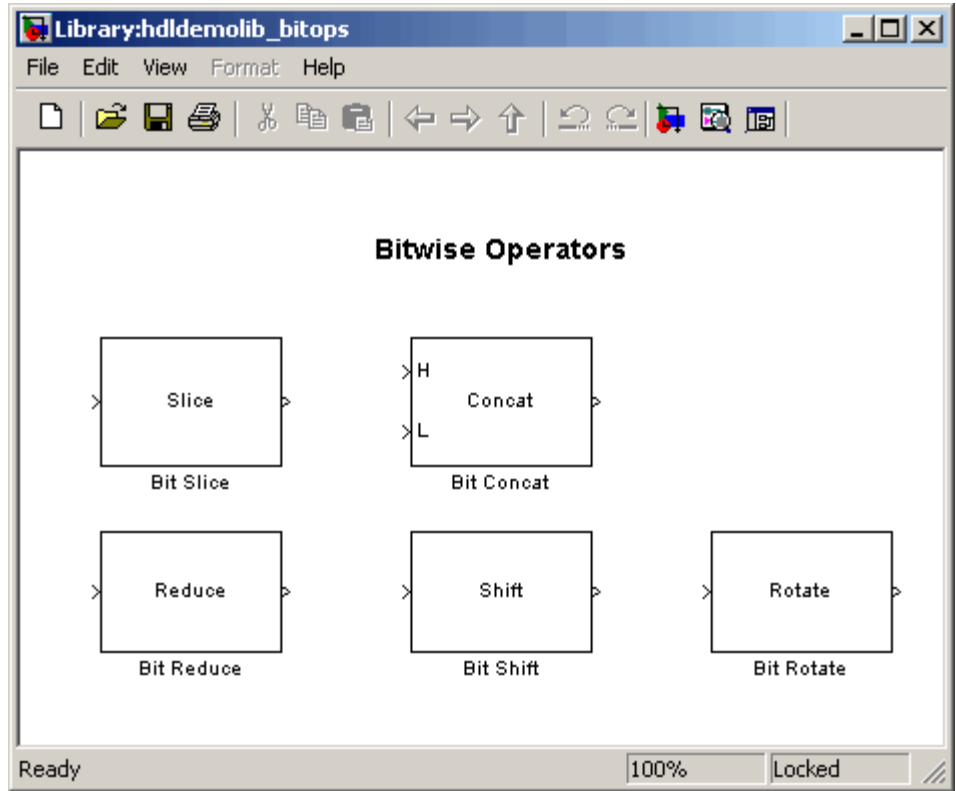 Library:hdldemolib_bitops
File Edit View Format Help
Bitwise Operators
Slice
Bit Slice
H
L
Concat
Bit Concat
Reduce
Bit Reduce
Shift
Bit Shift
Rotate
Bit Rotate
Ready 100% Locked